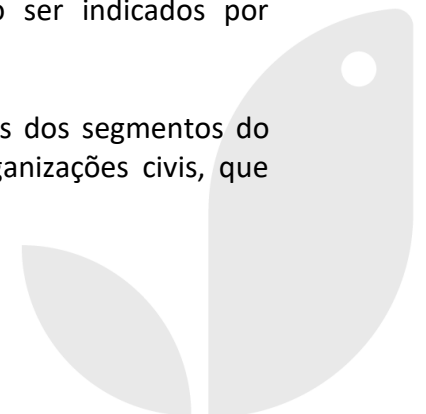 ser indicados por
s dos segmentos do
ganizações civis, que